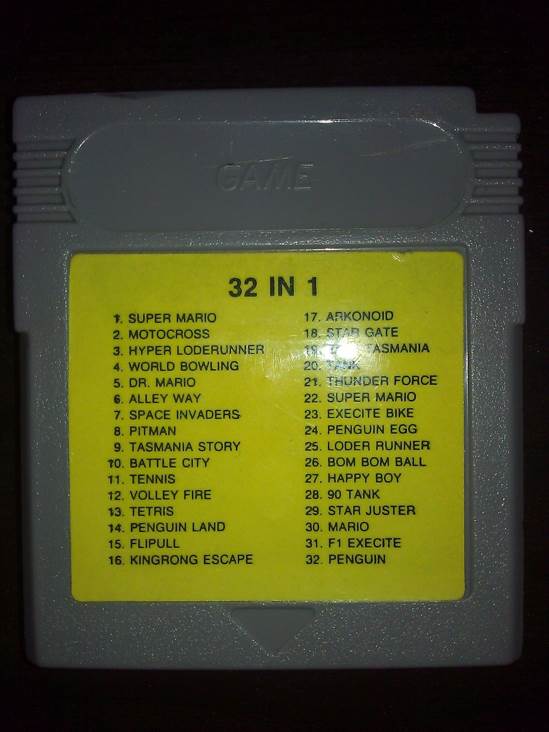 GAME
32 IN 1
1. SUPER MARIO
2. MOTOCROSS
3. HYPER LODERUNNER
4. WORLD BOWLING
5. DR. MARIO
6. ALLEY WAY
7. SPACE INVADERS
8. PITMAN
9. TASMANIA STORY
10. BATTLE CITY
11. TENNIS
12. VOLLEY FIRE
13. TETRIS
14. PENGUIN LAND
15. FLIPULL
16. KINGRONG ESCAPE
17. ARKONOID
18. STAR GATE
19. TASMANIA
20. TANK
21. THUNDER FORCE
22. SUPER MARIO
23. EXECITE BIKE
24. PENGUIN EGG
25. LODER RUNNER
26. BOM BOM BALL
27. HAPPY BOY
28. 90 TANK
29. STAR JUSTER
30. MARIO
31. F1 EXECITE
32. PENGUIN